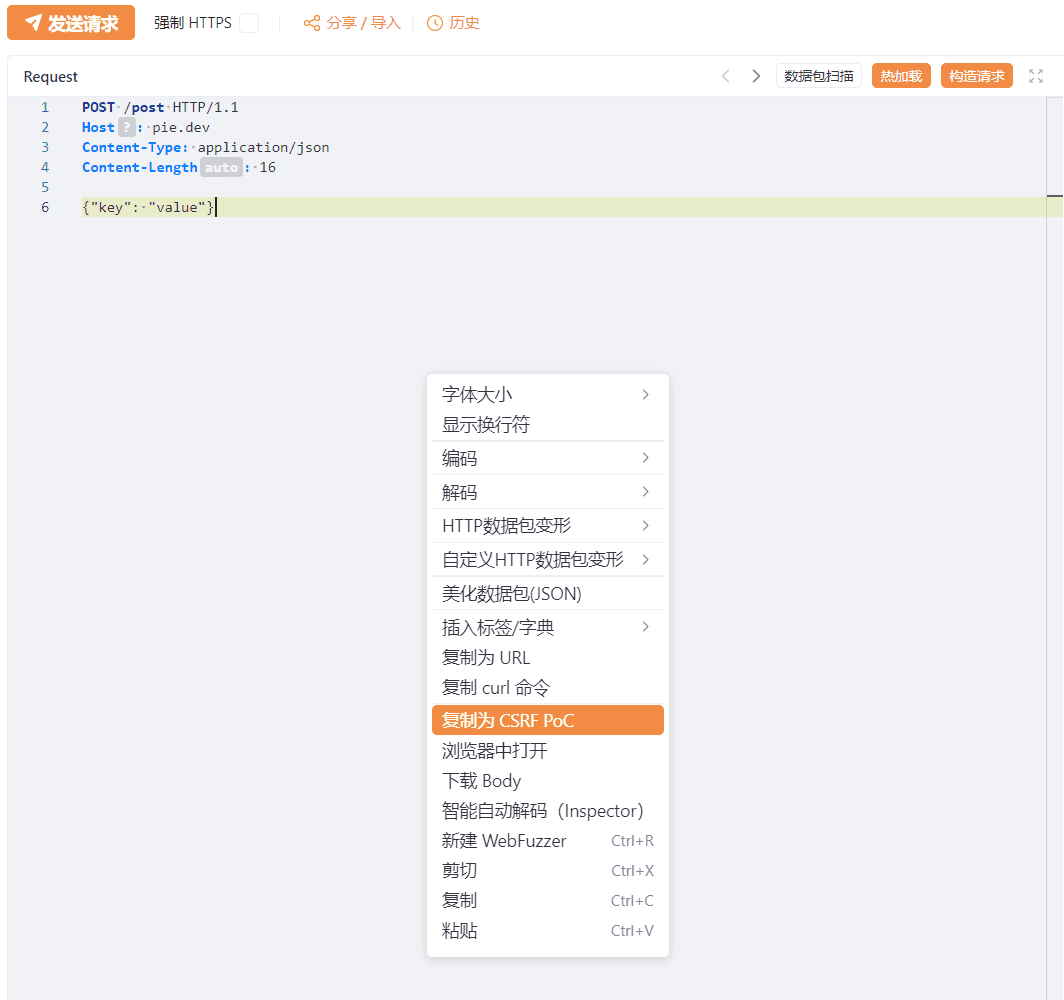 发送请求 强制 HTTPS 分享 / 导入 历史
Request 数据包扫描 热加载 构造请求
1 POST /post HTTP/1.1
2 Host ? : pie.dev
3 Content-Type: application/json
4 Content-Length auto : 16
5
6 {"key": "value"}
字体大小
显示换行符
编码
解码
HTTP数据包变形
自定义HTTP数据包变形
美化数据包(JSON)
插入标签/字典
复制为 URL
复制 curl 命令
复制为 CSRF PoC
浏览器中打开
下载 Body
智能自动解码（Inspector）
新建 WebFuzzer Ctrl+R
剪切 Ctrl+X
复制 Ctrl+C
粘贴 Ctrl+V